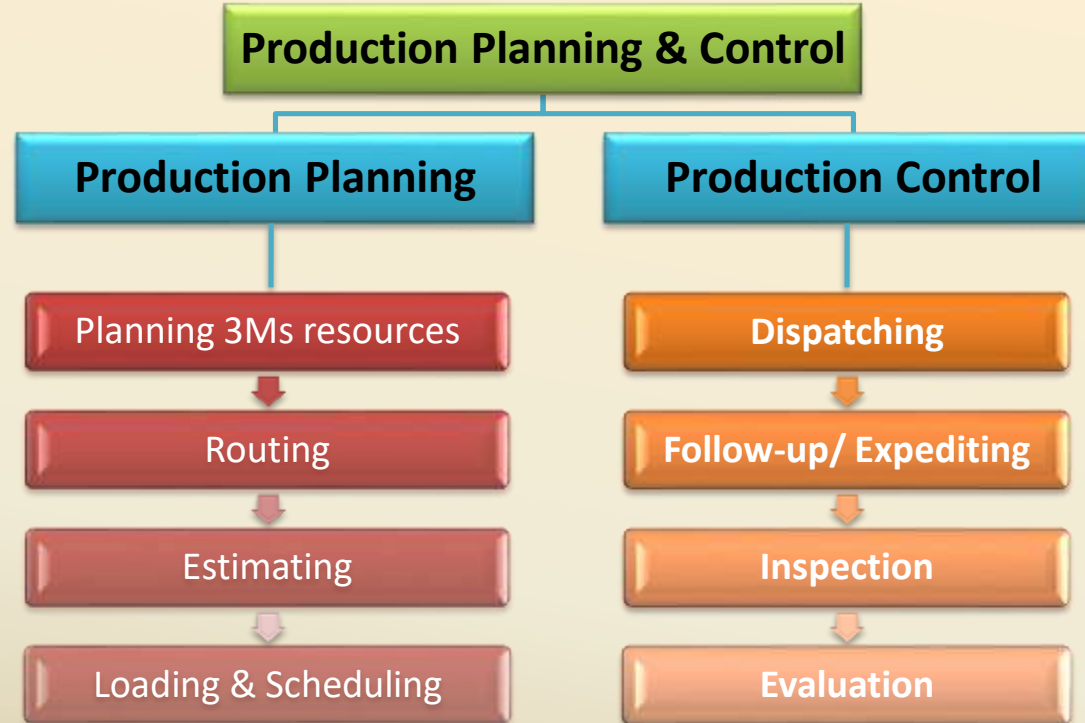 Production Planning & Control
Production Planning
Production Control
Planning 3Ms resources
Routing
Estimating
Loading & Scheduling
Dispatching
Follow-up/ Expediting
Inspection
Evaluation